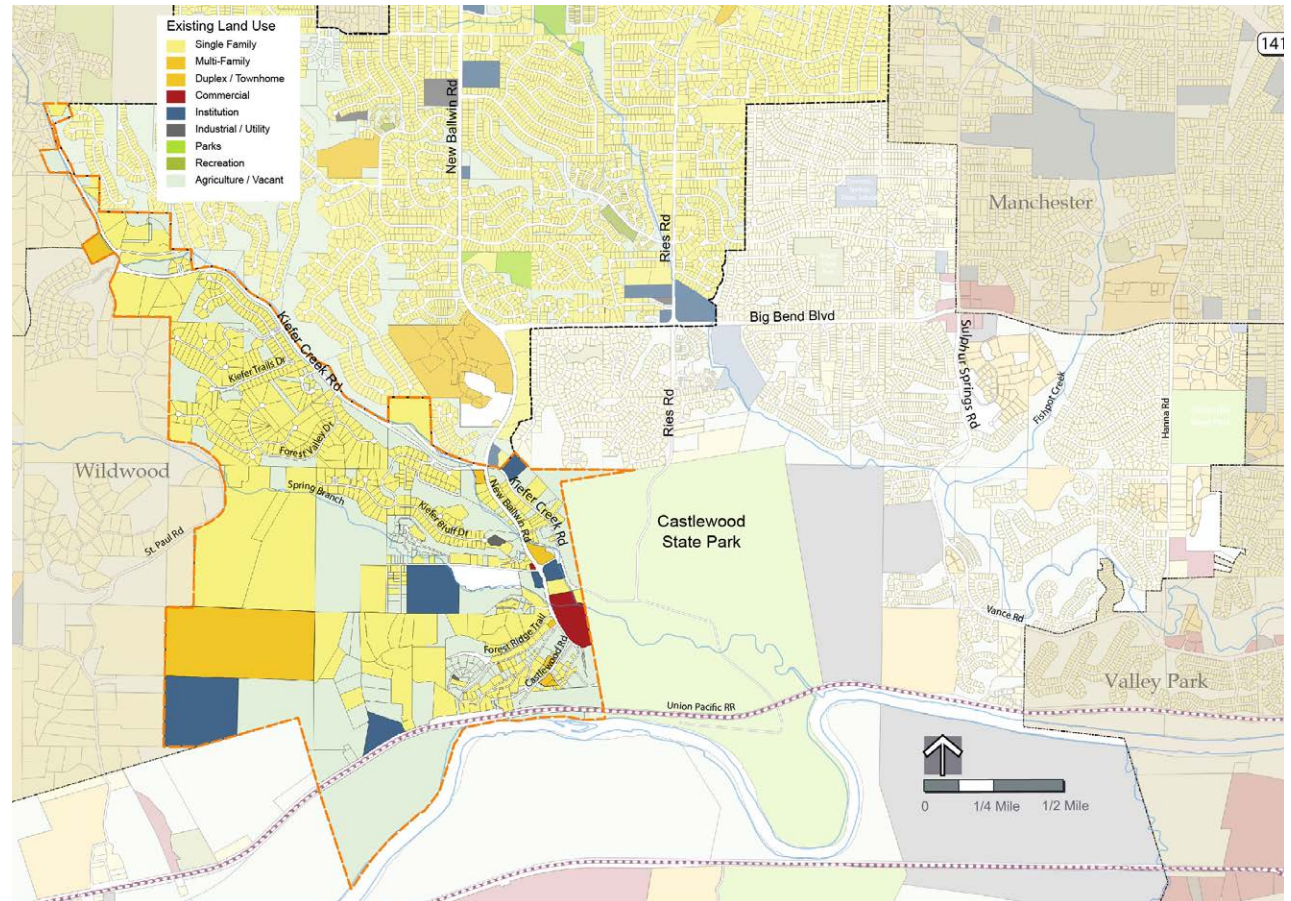 Existing Land Use
Single Family
Multi-Family
Duplex / Townhome
Commercial
Institution
Industrial / Utility
Parks
Recreation
Agriculture / Vacant
141
New Ballwin Rd
Ries Rd
Manchester
Big Bend Blvd
Sulphur Springs Rd
Fishpot Creek
Hanna Rd
Kiefer Creek Rd
Kiefer Trails Dr
Ries Rd
Forest Valley Dr
Wildwood
Spring Branch
St. Paul Rd
Kiefer Bluff Dr
New Ballwin Rd
Kiefer Creek Rd
Castlewood
State Park
Vance Rd
Forest Ridge Trail
Castlewood Rd
Valley Park
Union Pacific RR
0
1/4 Mile
1/2 Mile